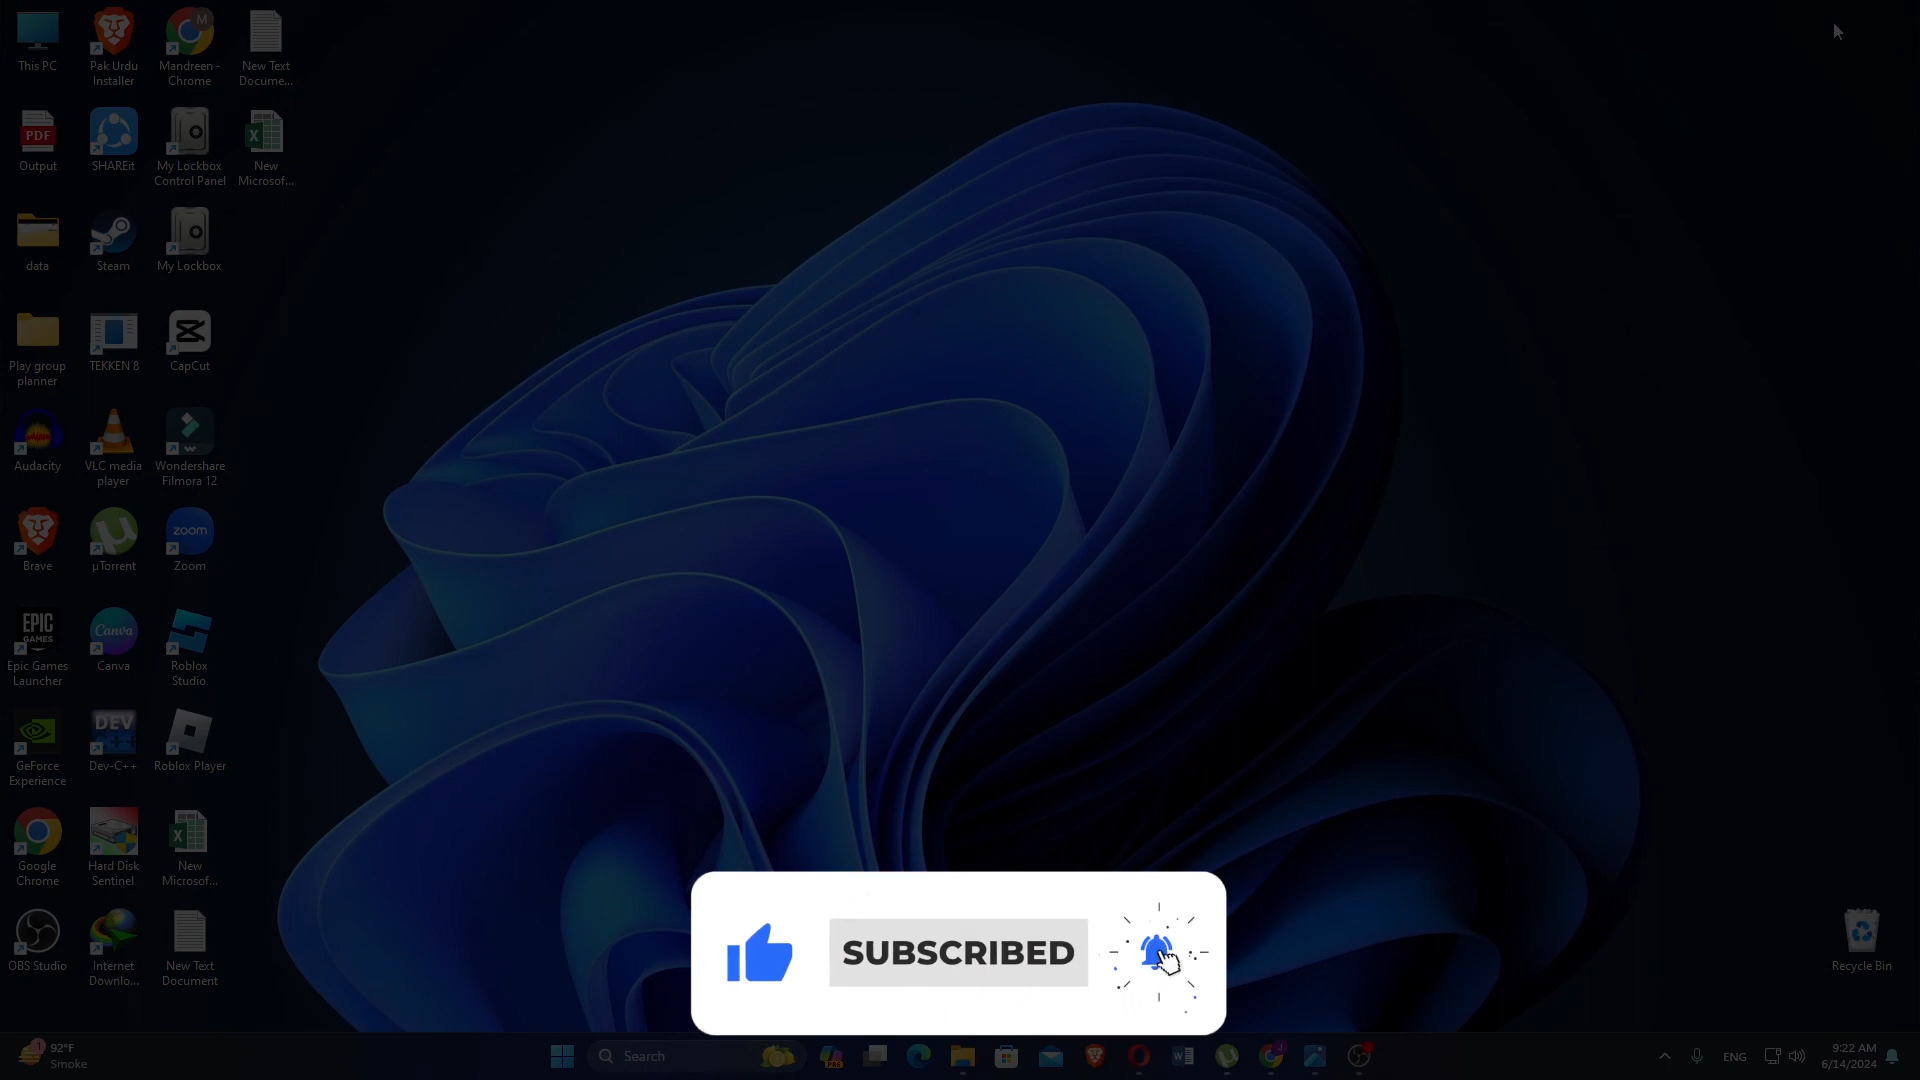 This PC
Pak Urdu
Installer
M
Mandreen -
Chrome
New Text
Docume...
PDF
Output
SHAREit
My Lockbox
Control Panel
New
Microsof...
data
Steam
My Lockbox
Play group
planner
TEKKEN 8
CapCut
Audacity
VLC media
player
Wondershare
Filmora 12
Brave
µTorrent
zoom
Zoom
EPIC
GAMES
Epic Games
Launcher
Canva
Canva
Roblox
Studio
GeForce
Experience
DEV
Dev-C++
Roblox Player
Google
Chrome
Hard Disk
Sentinel
New
Microsof...
OBS Studio
Internet
Downlo...
New Text
Document
SUBSCRIBED
Recycle Bin
1
92°F
Smoke
Search
PRE
J
ENG
9:22 AM
6/14/2024